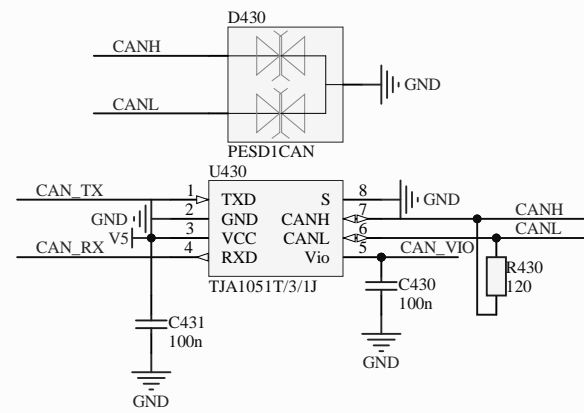 D430
CANH
GND
CANL
PESD1CAN
U430
CAN_TX 1 TXD S 8 GND
GND 2 GND CANH 7 CANH
V5 3 VCC CANL 6 CANL
CAN_RX 4 RXD Vio 5 CAN_VIO
TJA1051T/3/1J
R430
120
C430
100n
C431
100n
GND
GND